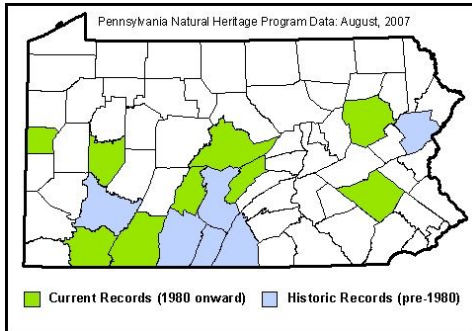 Pennsylvania Natural Heritage Program Data: August, 2007
Current Records (1980 onward) Historic Records (pre-1980)